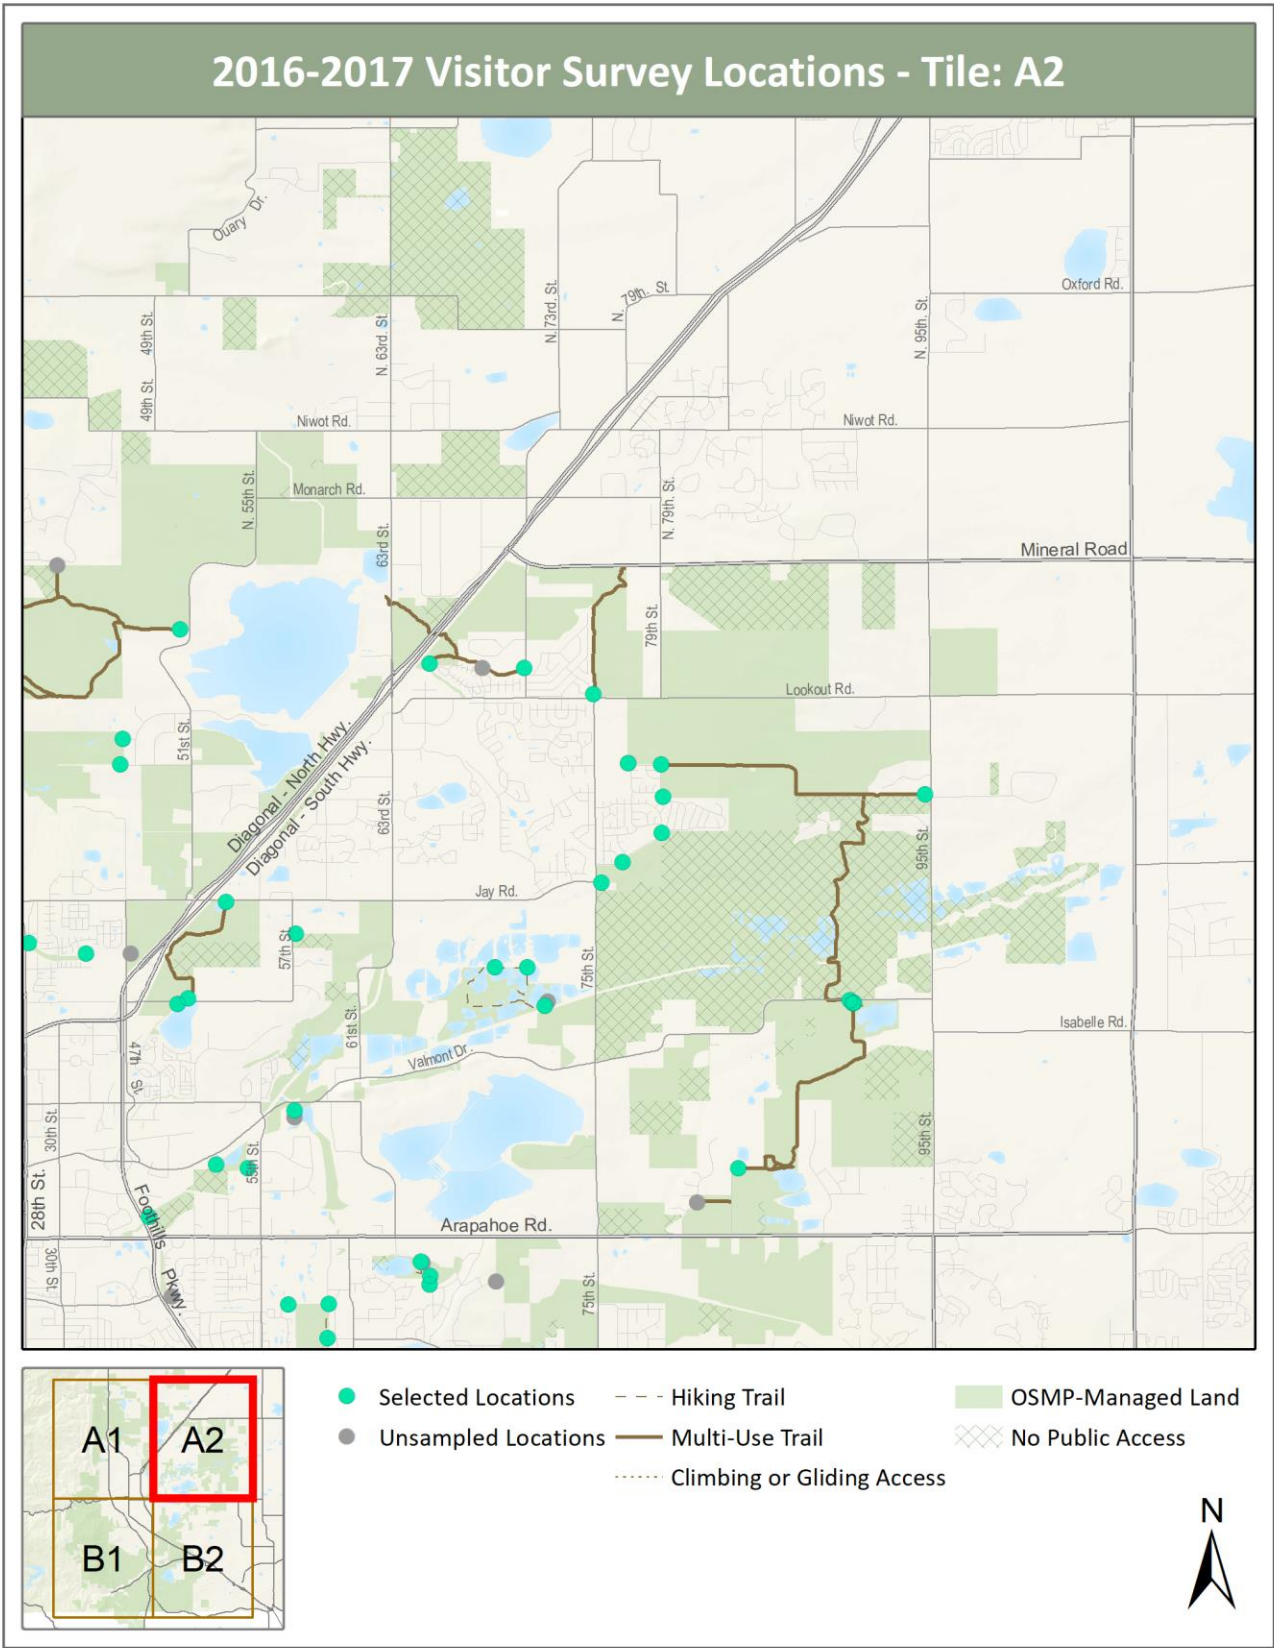 2016-2017 Visitor Survey Locations - Tile: A2
Ouary Dr.
49th St.
49th St.
N. 63rd. St.
N. 73rd. St.
N. 79th. St
N. 95th. St.
Oxford Rd.
Niwot Rd.
Niwot Rd.
N. 55th St.
Monarch Rd.
63rd St.
N. 79th. St.
Mineral Road
79th St.
Lookout Rd.
51st St.
Diagonal - North Hwy.
Diagonal - South Hwy.
63rd St.
95th St.
Jay Rd.
57th St.
75th St.
61st St.
Isabelle Rd.
Valmont Dr.
47th St.
30th St.
55th St.
95th St.
28th St.
Foothills Pkwy.
Arapahoe Rd.
30th St.
75th St.
A1
A2
B1
B2
Selected Locations
Unsampled Locations
Hiking Trail
Multi-Use Trail
Climbing or Gliding Access
OSMP-Managed Land
No Public Access
N